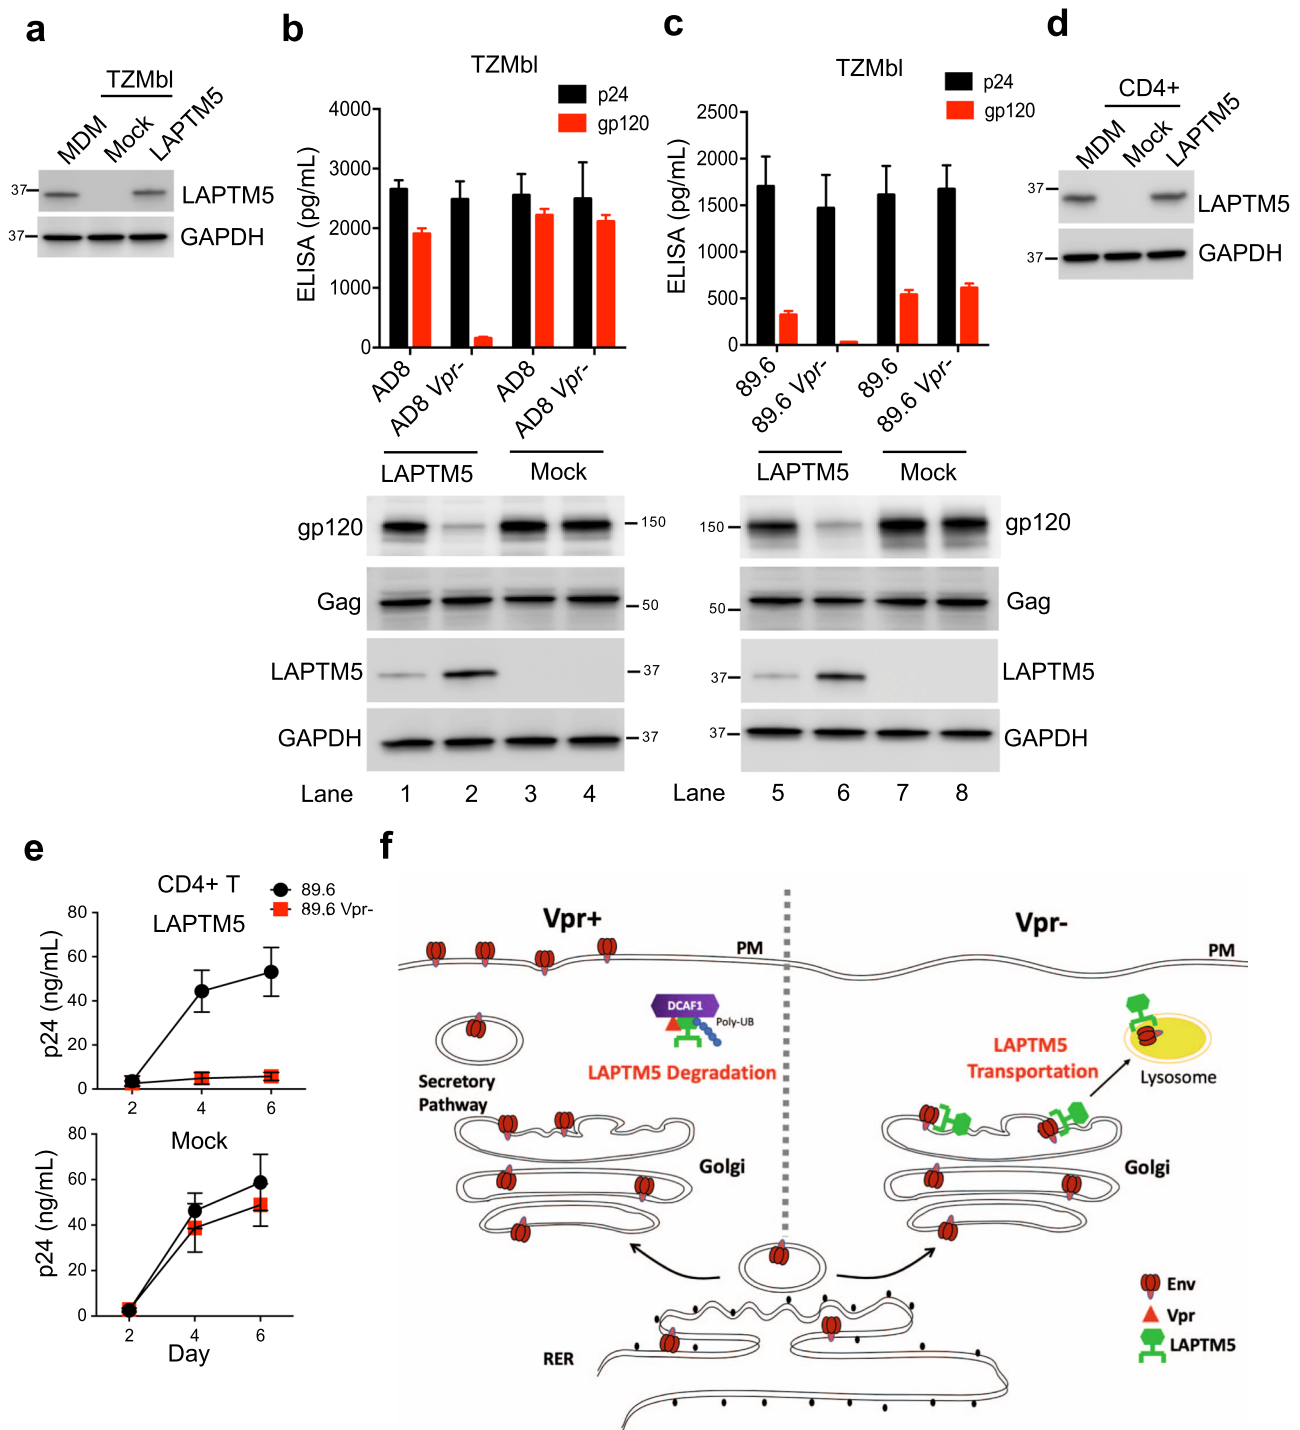 a
TZMbl
MDM
Mock
LAPTM5
37
LAPTM5
37
GAPDH
b
TZMbl
p24
gp120
ELISA (pg/mL)
4000
3000
2000
1000
0
AD8
AD8 Vpr-
AD8
AD8 Vpr-
LAPTM5
Mock
gp120
150
Gag
50
LAPTM5
37
GAPDH
37
Lane 1 2 3 4
c
TZMbl
p24
gp120
ELISA (pg/mL)
2500
2000
1500
1000
500
0
89.6
89.6 Vpr-
89.6
89.6 Vpr-
LAPTM5
Mock
150
gp120
50
Gag
37
LAPTM5
37
GAPDH
Lane 5 6 7 8
d
CD4+
MDM
Mock
LAPTM5
37
LAPTM5
37
GAPDH
e
CD4+ T
LAPTM5
89.6
89.6 Vpr-
p24 (ng/mL)
80
60
40
20
0
2 4 6
Mock
p24 (ng/mL)
80
60
40
20
0
2 4 6
Day
f
Vpr+
Vpr-
PM
PM
DCAF1
Poly-UB
LAPTM5 Degradation
Secretory
Pathway
LAPTM5
Transportation
Lysosome
Golgi
Golgi
RER
Env
Vpr
LAPTM5